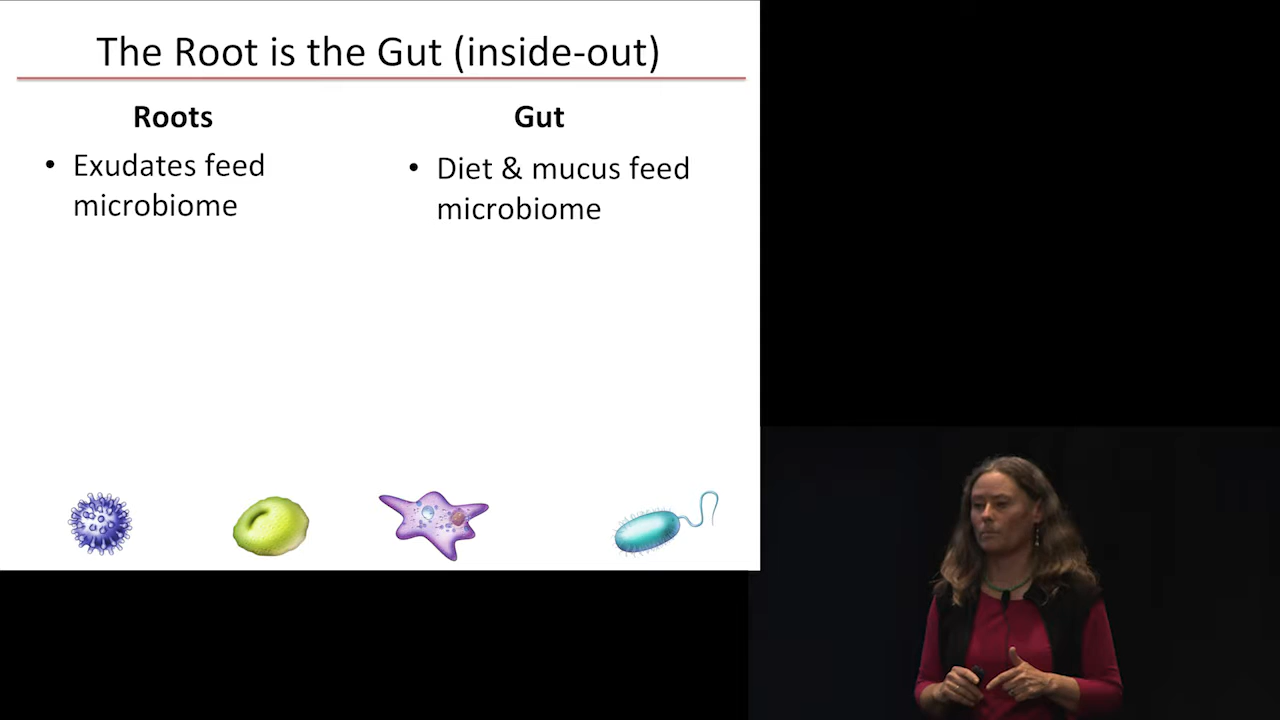 The Root is the Gut (inside-out)
Roots
• Exudates feed
microbiome
Gut
• Diet & mucus feed
microbiome